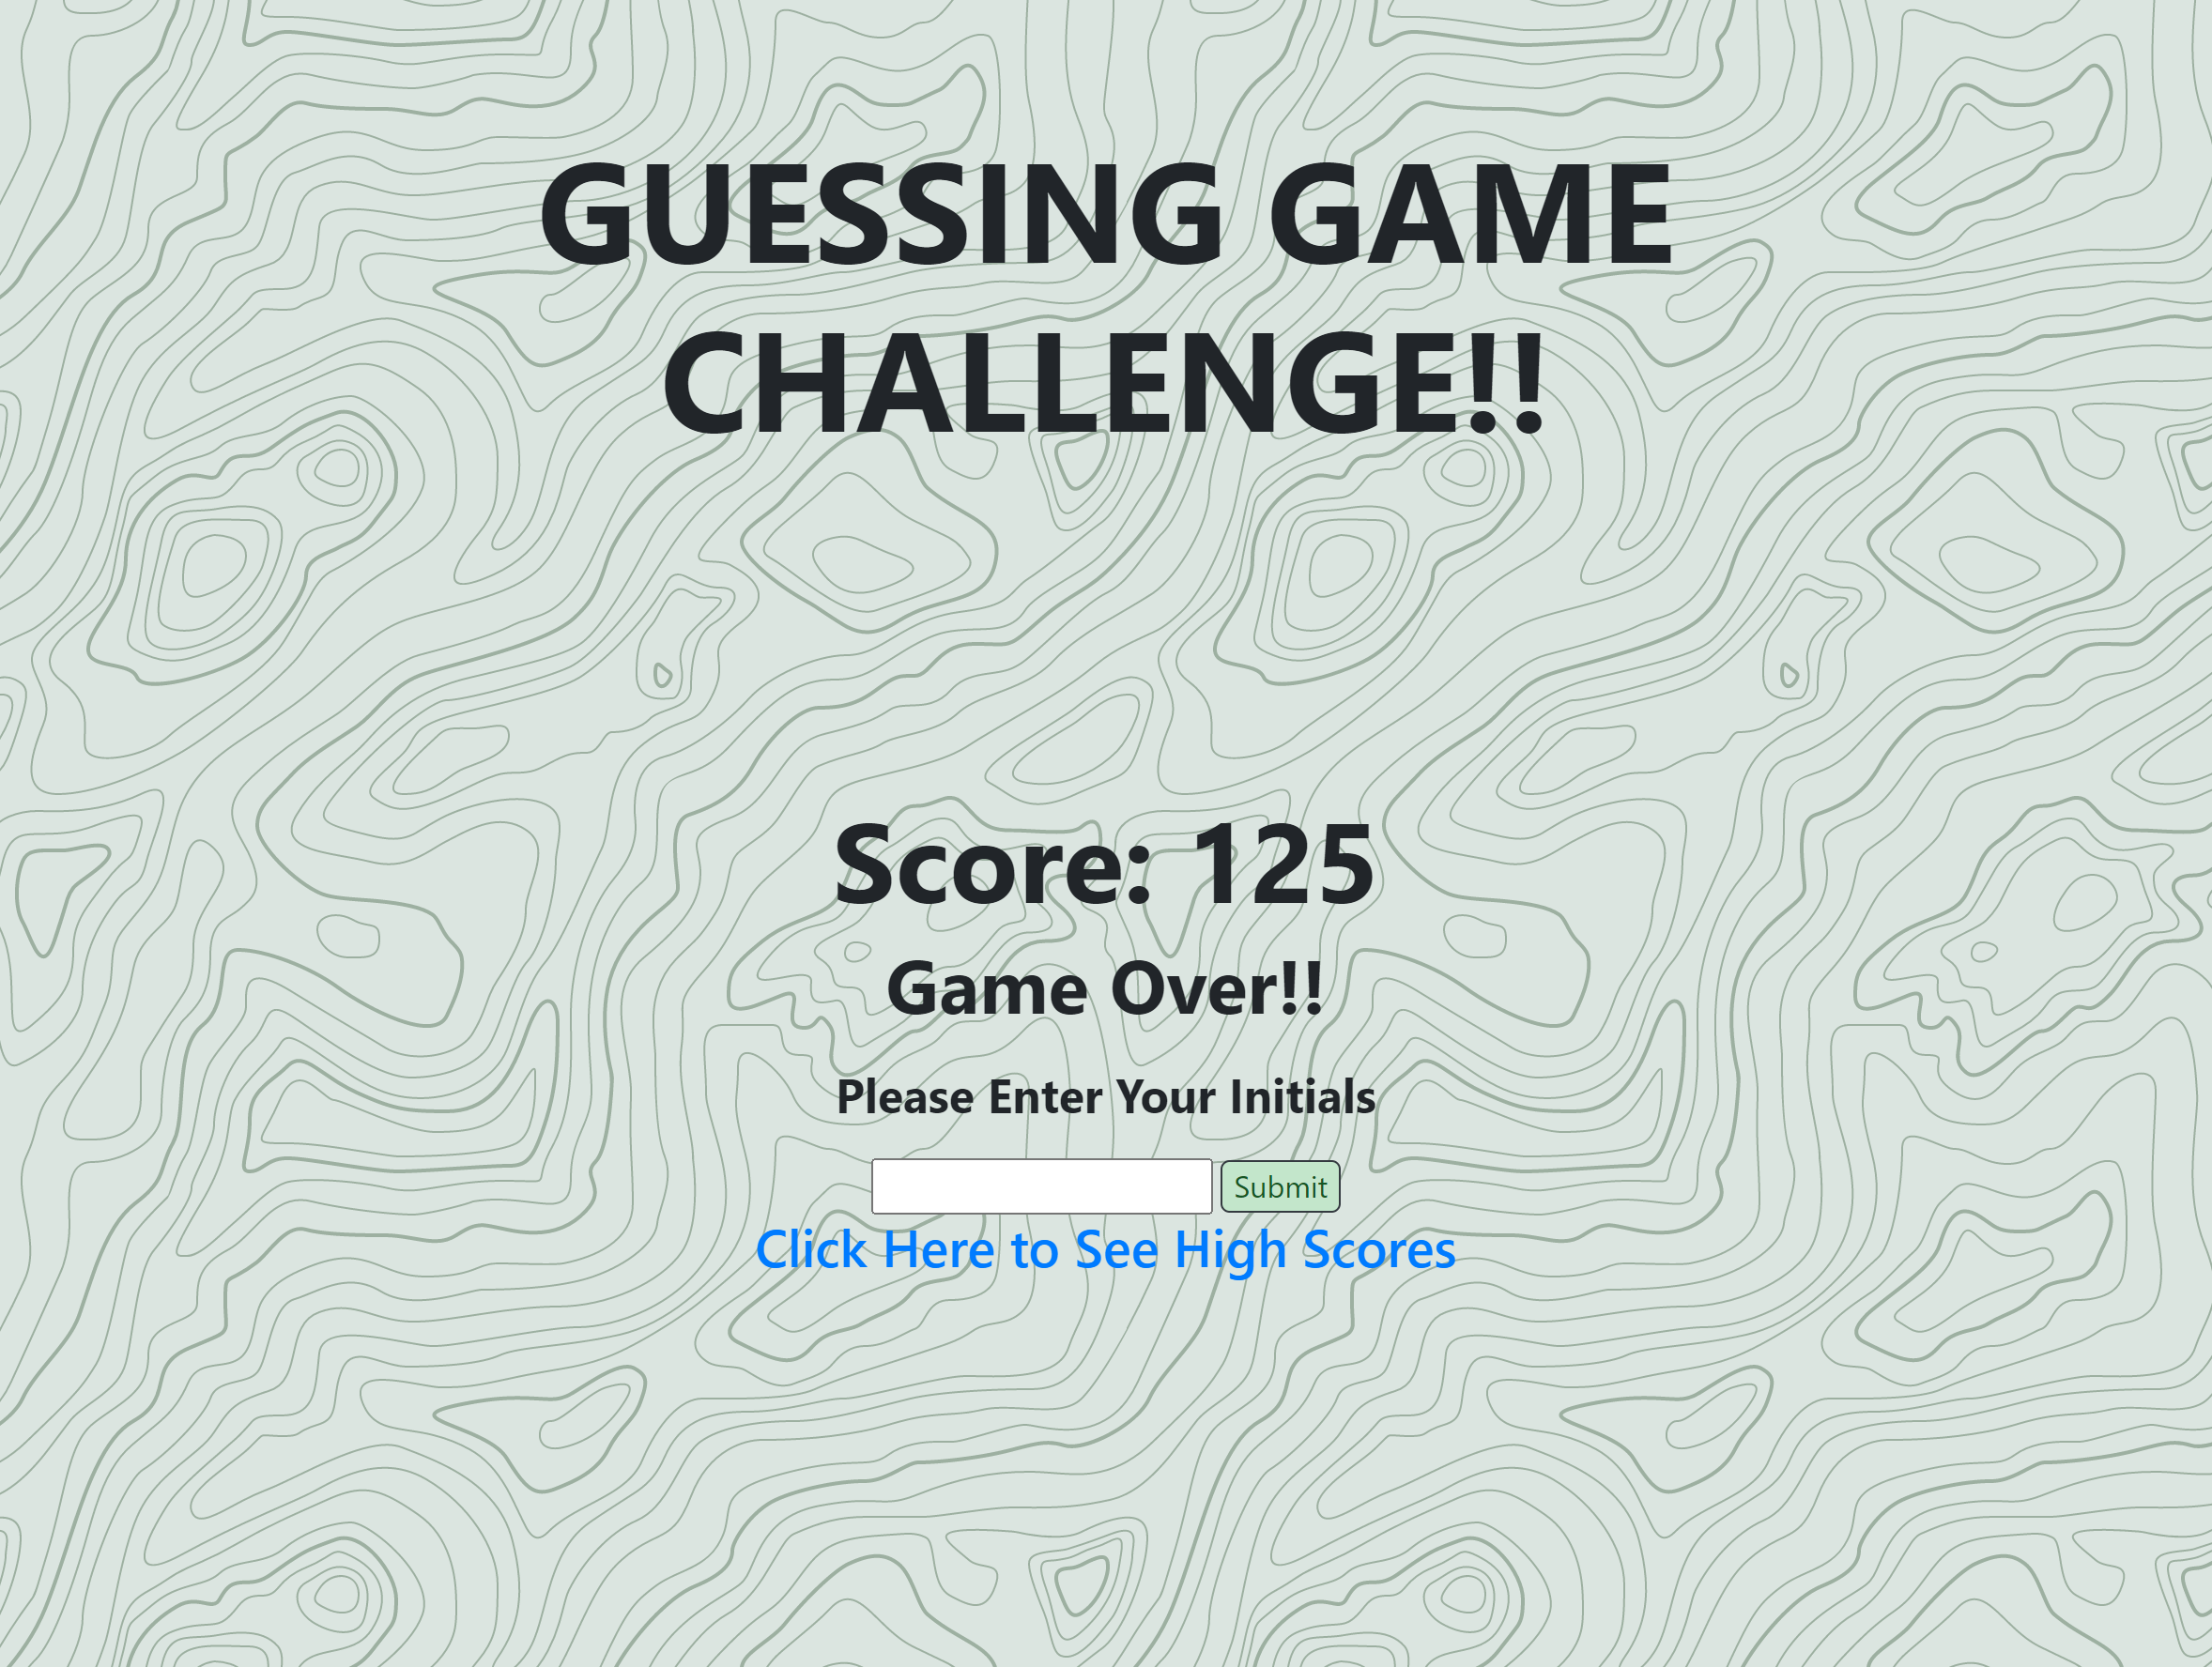 GUESSING GAME
CHALLENGE!!
Score: 125
Game Over!!
Please Enter Your Initials
Submit
Click Here to See High Scores